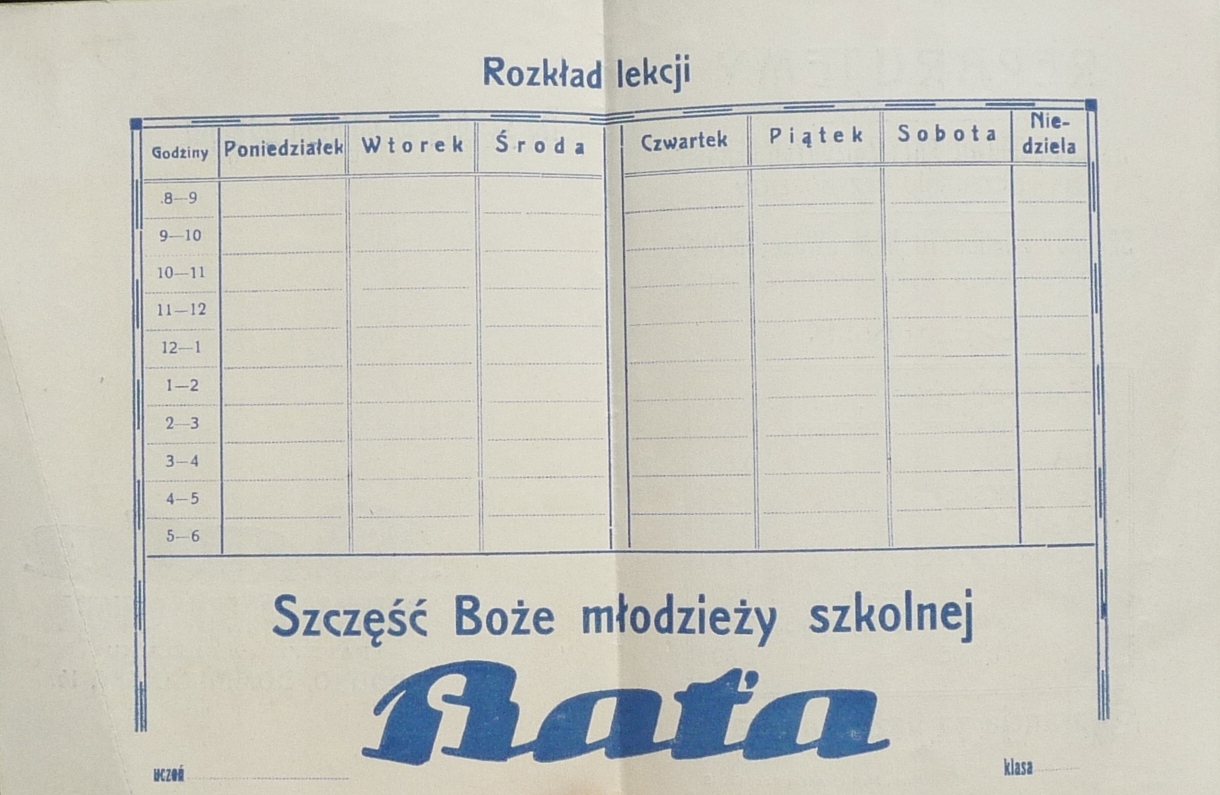 Rozkład lekcji
Godziny Poniedziałek Wtorek Środa Czwartek Piątek Sobota Nie-
dziela
8—9
9—10
10—11
11—12
12—1
1—2
2—3
3—4
4—5
5—6
Szczęść Boże młodzieży szkolnej
Baťa
uczeń
klasa